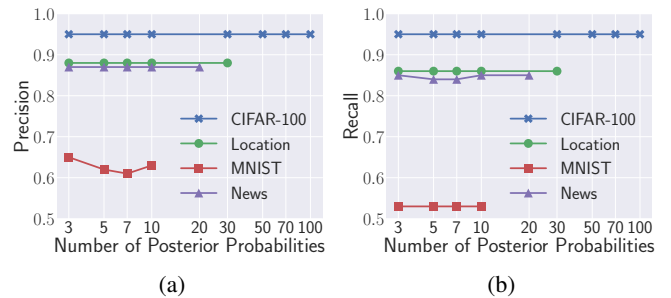 1.0
0.9
0.8
0.7
0.6
0.5
Precision
3 5 7 10 20 30 50 70 100
Number of Posterior Probabilities
CIFAR-100
Location
MNIST
News
(a)
1.0
0.9
0.8
0.7
0.6
0.5
Recall
3 5 7 10 20 30 50 70 100
Number of Posterior Probabilities
CIFAR-100
Location
MNIST
News
(b)